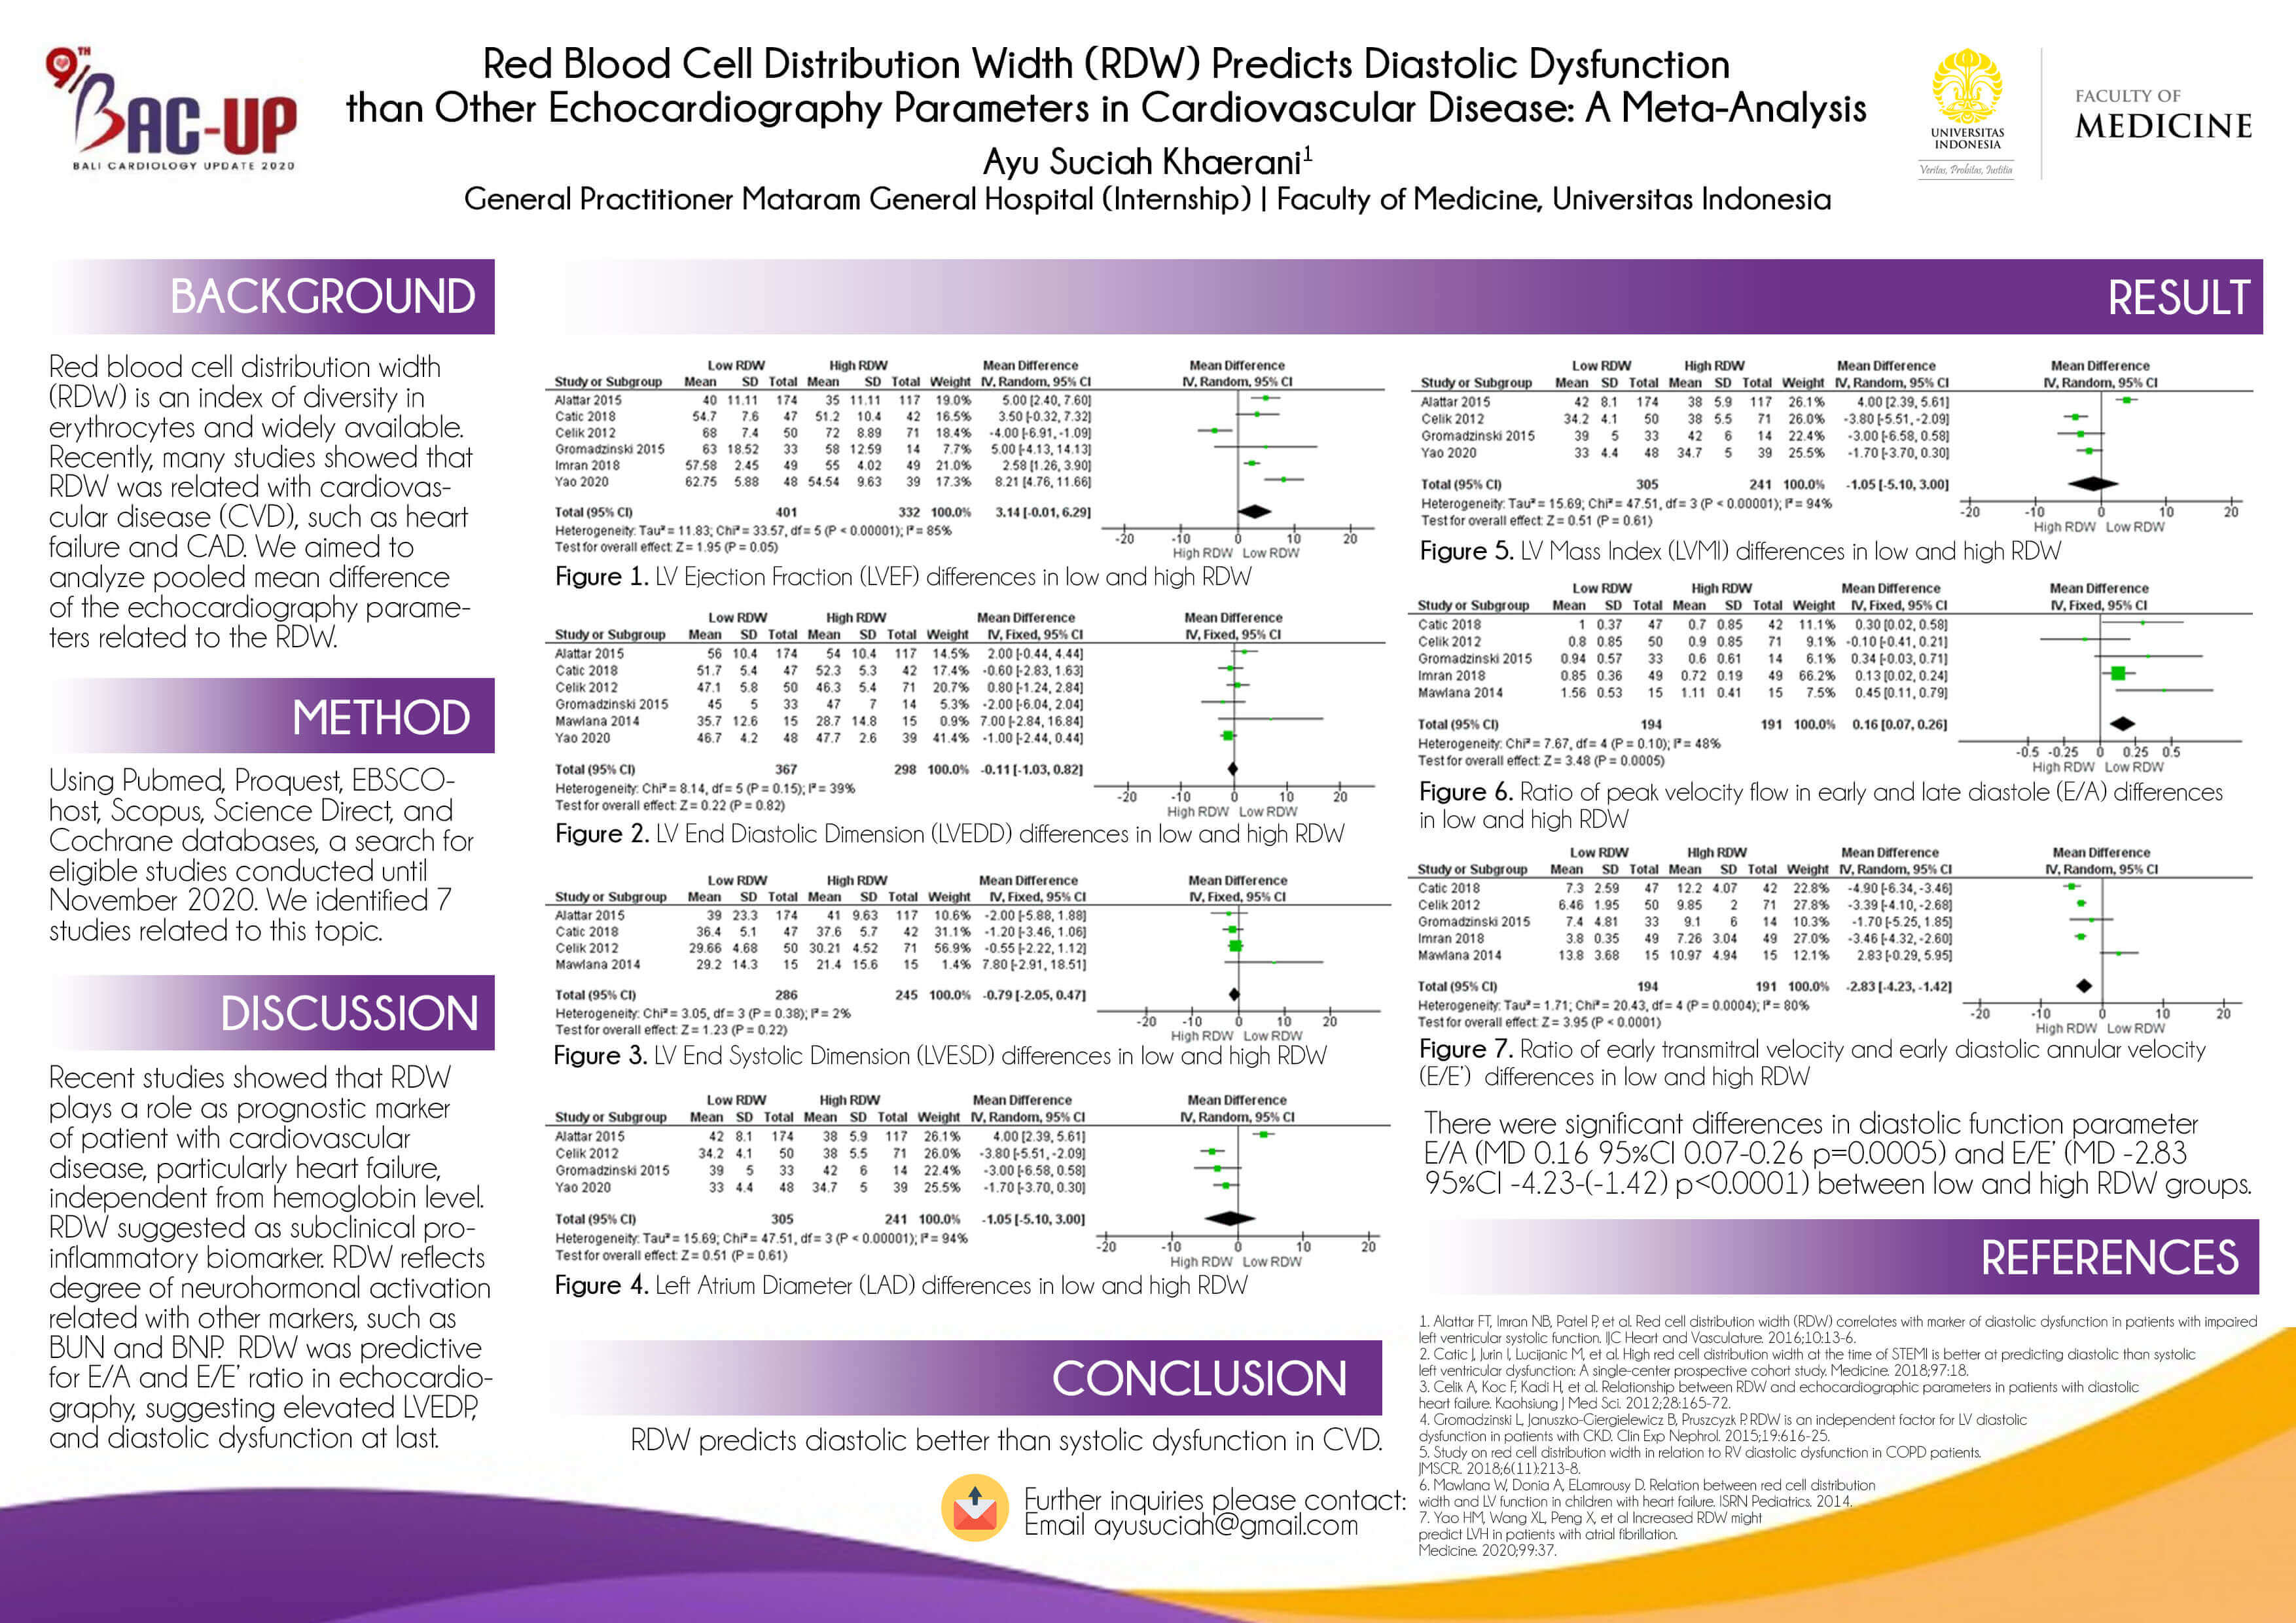 9TH
BAC-UP
BALI CARDIOLOGY UPDATE 2020
Red Blood Cell Distribution Width (RDW) Predicts Diastolic Dysfunction
than Other Echocardiography Parameters in Cardiovascular Disease: A Meta-Analysis
Ayu Suciah Khaerani1
General Practitioner Mataram General Hospital (Internship) | Faculty of Medicine, Universitas Indonesia
UNIVERSITAS
INDONESIA
Veritas, Probitas, Justitia
FACULTY OF
MEDICINE
BACKGROUND
Red blood cell distribution width
(RDW) is an index of diversity in
erythrocytes and widely available.
Recently, many studies showed that
RDW was related with cardiovas-
cular disease (CVD), such as heart
failure and CAD. We aimed to
analyze pooled mean difference
of the echocardiography parame-
ters related to the RDW.
METHOD
Using Pubmed, Proquest, EBSCO-
host, Scopus, Science Direct, and
Cochrane databases, a search for
eligible studies conducted until
November 2020. We identified 7
studies related to this topic.
DISCUSSION
Recent studies showed that RDW
plays a role as prognostic marker
of patient with cardiovascular
disease, particularly heart failure,
independent from hemoglobin level.
RDW suggested as subclinical pro-
inflammatory biomarker. RDW reflects
degree of neurohormonal activation
related with other markers, such as
BUN and BNP. RDW was predictive
for E/A and E/E' ratio in echocardio-
graphy, suggesting elevated LVEDP,
and diastolic dysfunction at last.
RESULT
Low RDW High RDW Mean Difference Mean Difference
Study or Subgroup Mean SD Total Mean SD Total Weight IV, Random, 95% CI IV, Random, 95% CI
Alattar 2015 40 11.11 174 35 11.11 117 19.0% 5.00 [2.40, 7.60]
Catic 2018 54.7 7.6 47 51.2 10.4 42 16.5% 3.50 [-0.32, 7.32]
Celik 2012 68 7.4 50 72 8.89 71 18.4% -4.00 [-6.91, -1.09]
Gromadzinski 2015 63 18.52 33 58 12.59 14 7.7% 5.00 [-4.13, 14.13]
Imran 2018 57.58 2.45 49 55 4.02 49 21.0% 2.58 [1.26, 3.90]
Yao 2020 62.75 5.88 48 54.54 9.63 39 17.3% 8.21 [4.76, 11.66]
Total (95% CI) 401 332 100.0% 3.14 [-0.01, 6.29]
Heterogeneity: Tau² = 11.83; Chi² = 33.57, df = 5 (P < 0.00001); I² = 85%
Test for overall effect: Z = 1.95 (P = 0.05)
-20 -10 0 10 20
High RDW Low RDW
Figure 1. LV Ejection Fraction (LVEF) differences in low and high RDW
Low RDW High RDW Mean Difference Mean Difference
Study or Subgroup Mean SD Total Mean SD Total Weight IV, Fixed, 95% CI IV, Fixed, 95% CI
Alattar 2015 56 10.4 174 54 10.4 117 14.5% 2.00 [-0.44, 4.44]
Catic 2018 51.7 5.4 47 52.3 5.3 42 17.4% -0.60 [-2.83, 1.63]
Celik 2012 47.1 5.8 50 46.3 5.4 71 20.7% 0.80 [-1.24, 2.84]
Gromadzinski 2015 45 5 33 47 7 14 5.3% -2.00 [-6.04, 2.04]
Mawlana 2014 35.7 12.6 15 28.7 14.8 15 0.9% 7.00 [-2.84, 16.84]
Yao 2020 46.7 4.2 48 47.7 2.6 39 41.4% -1.00 [-2.44, 0.44]
Total (95% CI) 367 298 100.0% -0.11 [-1.03, 0.82]
Heterogeneity: Chi² = 8.14, df = 5 (P = 0.15); I² = 39%
Test for overall effect: Z = 0.22 (P = 0.82)
-20 -10 0 10 20
High RDW Low RDW
Figure 2. LV End Diastolic Dimension (LVEDD) differences in low and high RDW
Low RDW High RDW Mean Difference Mean Difference
Study or Subgroup Mean SD Total Mean SD Total Weight IV, Fixed, 95% CI IV, Fixed, 95% CI
Alattar 2015 39 23.3 174 41 9.63 117 10.6% -2.00 [-5.88, 1.88]
Catic 2018 36.4 5.1 47 37.6 5.7 42 31.1% -1.20 [-3.46, 1.06]
Celik 2012 29.66 4.68 50 30.21 4.52 71 56.9% -0.55 [-2.22, 1.12]
Mawlana 2014 29.2 14.3 15 21.4 15.6 15 1.4% 7.80 [-2.91, 18.51]
Total (95% CI) 286 245 100.0% -0.79 [-2.05, 0.47]
Heterogeneity: Chi² = 3.05, df = 3 (P = 0.38); I² = 2%
Test for overall effect: Z = 1.23 (P = 0.22)
-20 -10 0 10 20
High RDW Low RDW
Figure 3. LV End Systolic Dimension (LVESD) differences in low and high RDW
Low RDW High RDW Mean Difference Mean Difference
Study or Subgroup Mean SD Total Mean SD Total Weight IV, Random, 95% CI IV, Random, 95% CI
Alattar 2015 42 8.1 174 38 5.9 117 26.1% 4.00 [2.39, 5.61]
Celik 2012 34.2 4.1 50 38 5.5 71 26.0% -3.80 [-5.51, -2.09]
Gromadzinski 2015 39 5 33 42 6 14 22.4% -3.00 [-6.58, 0.58]
Yao 2020 33 4.4 48 34.7 5 39 25.5% -1.70 [-3.70, 0.30]
Total (95% CI) 305 241 100.0% -1.05 [-5.10, 3.00]
Heterogeneity: Tau² = 15.69; Chi² = 47.51, df = 3 (P < 0.00001); I² = 94%
Test for overall effect: Z = 0.51 (P = 0.61)
-20 -10 0 10 20
High RDW Low RDW
Figure 4. Left Atrium Diameter (LAD) differences in low and high RDW
Low RDW High RDW Mean Difference Mean Difference
Study or Subgroup Mean SD Total Mean SD Total Weight IV, Random, 95% CI IV, Random, 95% CI
Alattar 2015 42 8.1 174 38 5.9 117 26.1% 4.00 [2.39, 5.61]
Celik 2012 34.2 4.1 50 38 5.5 71 26.0% -3.80 [-5.51, -2.09]
Gromadzinski 2015 39 5 33 42 6 14 22.4% -3.00 [-6.58, 0.58]
Yao 2020 33 4.4 48 34.7 5 39 25.5% -1.70 [-3.70, 0.30]
Total (95% CI) 305 241 100.0% -1.05 [-5.10, 3.00]
Heterogeneity: Tau² = 15.69; Chi² = 47.51, df = 3 (P < 0.00001); I² = 94%
Test for overall effect: Z = 0.51 (P = 0.61)
-20 -10 0 10 20
High RDW Low RDW
Figure 5. LV Mass Index (LVMI) differences in low and high RDW
Low RDW High RDW Mean Difference Mean Difference
Study or Subgroup Mean SD Total Mean SD Total Weight IV, Fixed, 95% CI IV, Fixed, 95% CI
Catic 2018 1 0.37 47 0.7 0.85 42 11.1% 0.30 [0.02, 0.58]
Celik 2012 0.8 0.85 50 0.9 0.85 71 9.1% -0.10 [-0.41, 0.21]
Gromadzinski 2015 0.94 0.57 33 0.6 0.61 14 6.1% 0.34 [-0.03, 0.71]
Imran 2018 0.85 0.36 49 0.72 0.19 49 66.2% 0.13 [0.02, 0.24]
Mawlana 2014 1.56 0.53 15 1.11 0.41 15 7.5% 0.45 [0.11, 0.79]
Total (95% CI) 194 191 100.0% 0.16 [0.07, 0.26]
Heterogeneity: Chi² = 7.67, df = 4 (P = 0.10); I² = 48%
Test for overall effect: Z = 3.48 (P = 0.0005)
-0.5 -0.25 0 0.25 0.5
High RDW Low RDW
Figure 6. Ratio of peak velocity flow in early and late diastole (E/A) differences
in low and high RDW
Low RDW HIgh RDW Mean Difference Mean Difference
Study or Subgroup Mean SD Total Mean SD Total Weight IV, Random, 95% CI IV, Random, 95% CI
Catic 2018 7.3 2.59 47 12.2 4.07 42 22.8% -4.90 [-6.34, -3.46]
Celik 2012 6.46 1.95 50 9.85 2 71 27.8% -3.39 [-4.10, -2.68]
Gromadzinski 2015 7.4 4.81 33 9.1 6 14 10.3% -1.70 [-5.25, 1.85]
Imran 2018 3.8 0.35 49 7.26 3.04 49 27.0% -3.46 [-4.32, -2.60]
Mawlana 2014 13.8 3.68 15 10.97 4.94 15 12.1% 2.83 [-0.29, 5.95]
Total (95% CI) 194 191 100.0% -2.83 [-4.23, -1.42]
Heterogeneity: Tau² = 1.71; Chi² = 20.43, df = 4 (P = 0.0004); I² = 80%
Test for overall effect: Z = 3.95 (P < 0.0001)
-20 -10 0 10 20
High RDW Low RDW
Figure 7. Ratio of early transmitral velocity and early diastolic annular velocity
(E/E') differences in low and high RDW
There were significant differences in diastolic function parameter
E/A (MD 0.16 95%CI 0.07-0.26 p=0.0005) and E/E' (MD -2.83
95%CI -4.23-(-1.42) p<0.0001) between low and high RDW groups.
CONCLUSION
RDW predicts diastolic better than systolic dysfunction in CVD.
Further inquiries please contact:
Email ayusuciah@gmail.com
REFERENCES
1. Alattar FT, Imran NB, Patel P, et al. Red cell distribution width (RDW) correlates with marker of diastolic dysfunction in patients with impaired
left ventricular systolic function. IJC Heart and Vasculature. 2016;10:13-6.
2. Catic J, Jurin I, Lucijanic M, et al. High red cell distribution width at the time of STEMI is better at predicting diastolic than systolic
left ventricular dysfunction: A single-center prospective cohort study. Medicine. 2018;97:18.
3. Celik A, Koc F, Kadi H, et al. Relationship between RDW and echocardiographic parameters in patients with diastolic
heart failure. Kaohsiung J Med Sci. 2012;28:165-72.
4. Gromadzinski L, Januszko-Giergielewicz B, Pruszcyzk P. RDW is an independent factor for LV diastolic
dysfunction in patients with CKD. Clin Exp Nephrol. 2015;19:616-25.
5. Study on red cell distribution width in relation to RV diastolic dysfunction in COPD patients.
JMSCR. 2018;6(11):213-8.
6. Mawlana W, Donia A, ELamrousy D. Relation between red cell distribution
width and LV function in children with heart failure. ISRN Pediatrics. 2014.
7. Yao HM, Wang XL, Peng X, et al Increased RDW might
predict LVH in patients with atrial fibrillation.
Medicine. 2020;99:37.